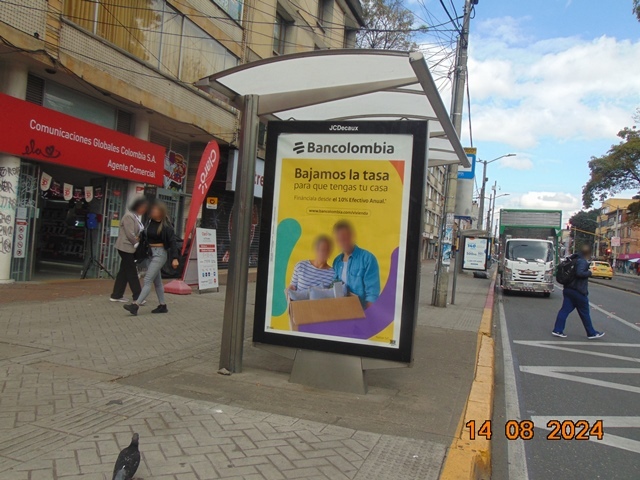 JCDecaux
Bancolombia
Bajamos la tasa
para que tengas tu casa
Financiala desde el 10% Efectivo Anual.*
Comunicaciones Globales Colombia S.A.
Agente Comercial
Claro
14 08 2024